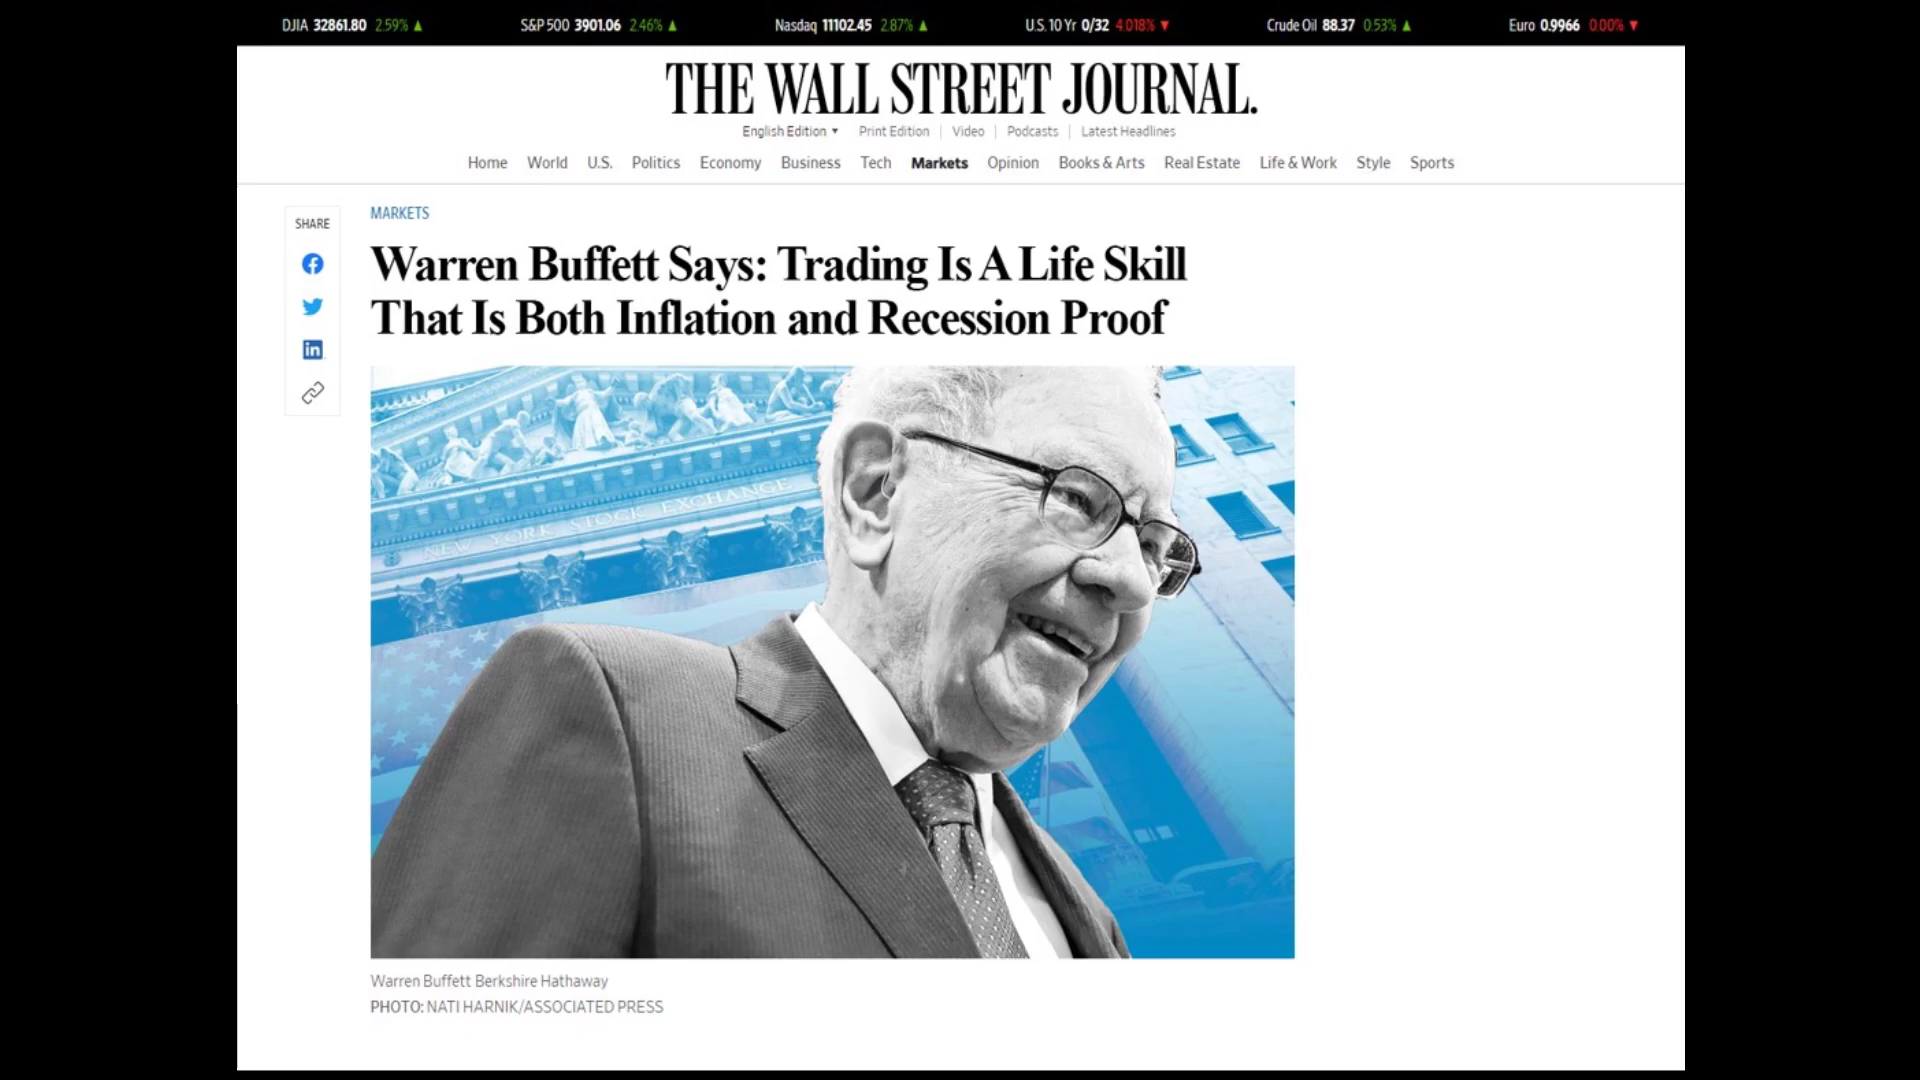 DJIA 32861.80 2.59% ▲ S&P 500 3901.06 2.46% ▲ Nasdaq 11102.45 2.87% ▲ U.S. 10 Yr 0/32 4.018% ▼ Crude Oil 88.37 0.53% ▲ Euro 0.9966 0.00% ▼
THE WALL STREET JOURNAL.
English Edition ▼ Print Edition | Video | Podcasts | Latest Headlines
Home World U.S. Politics Economy Business Tech Markets Opinion Books & Arts Real Estate Life & Work Style Sports
SHARE
MARKETS
Warren Buffett Says: Trading Is A Life Skill
That Is Both Inflation and Recession Proof
NEW YORK STOCK EXCHANGE
Warren Buffett Berkshire Hathaway
PHOTO: NATI HARNIK/ASSOCIATED PRESS